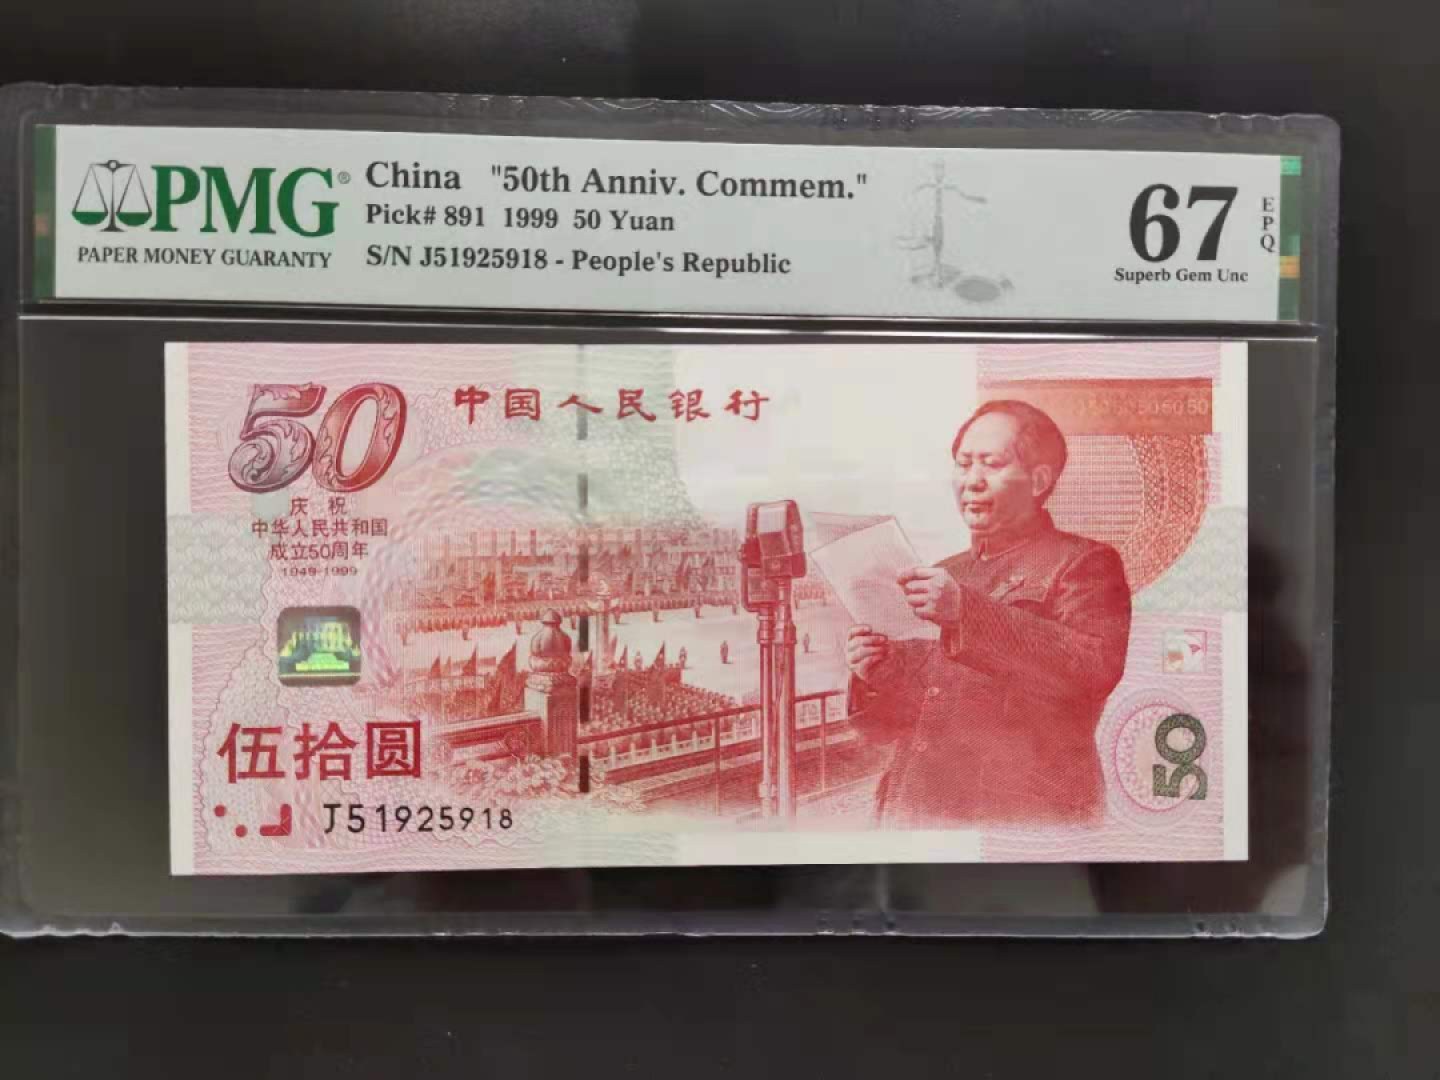 PMG®
PAPER MONEY GUARANTY
China "50th Anniv. Commem."
Pick# 891 1999 50 Yuan
S/N J51925918 - People's Republic
67
EPQ
Superb Gem Unc
50
中国人民银行
庆祝
中华人民共和国
成立50周年
1949-1999
伍拾圆
J51925918
50